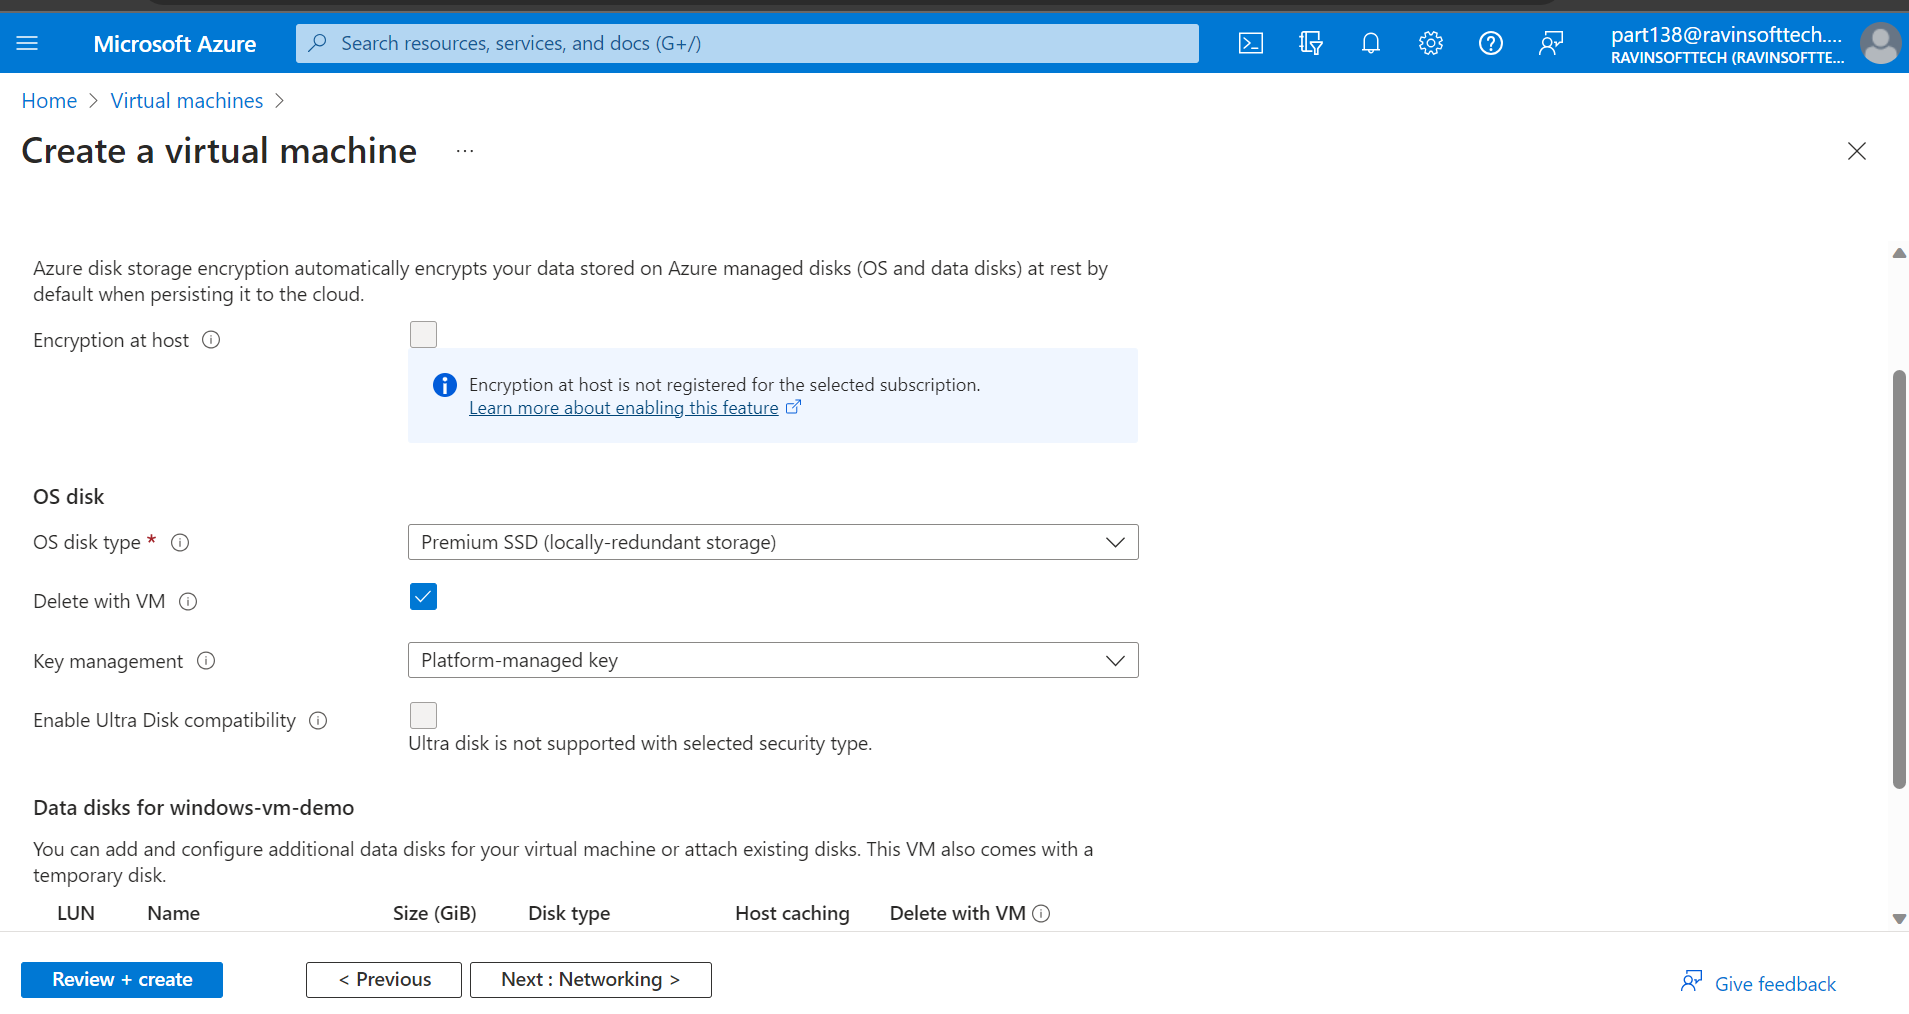 Microsoft Azure
Search resources, services, and docs (G+/)
part138@ravinsofttech....
RAVINSOFTTECH (RAVINSOFTTE...
Home > Virtual machines >
Create a virtual machine ...
Azure disk storage encryption automatically encrypts your data stored on Azure managed disks (OS and data disks) at rest by
default when persisting it to the cloud.
Encryption at host
Encryption at host is not registered for the selected subscription.
Learn more about enabling this feature
OS disk
OS disk type * Premium SSD (locally-redundant storage)
Delete with VM
Key management Platform-managed key
Enable Ultra Disk compatibility
Ultra disk is not supported with selected security type.
Data disks for windows-vm-demo
You can add and configure additional data disks for your virtual machine or attach existing disks. This VM also comes with a
temporary disk.
LUN Name Size (GiB) Disk type Host caching Delete with VM
Review + create < Previous Next : Networking > Give feedback